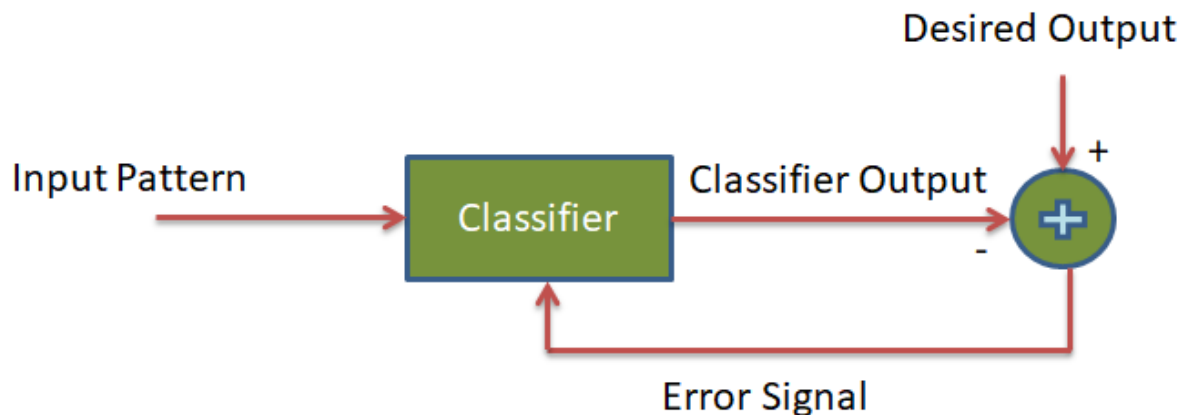 Desired Output
Input Pattern
Classifier
Classifier Output
+
-
Error Signal